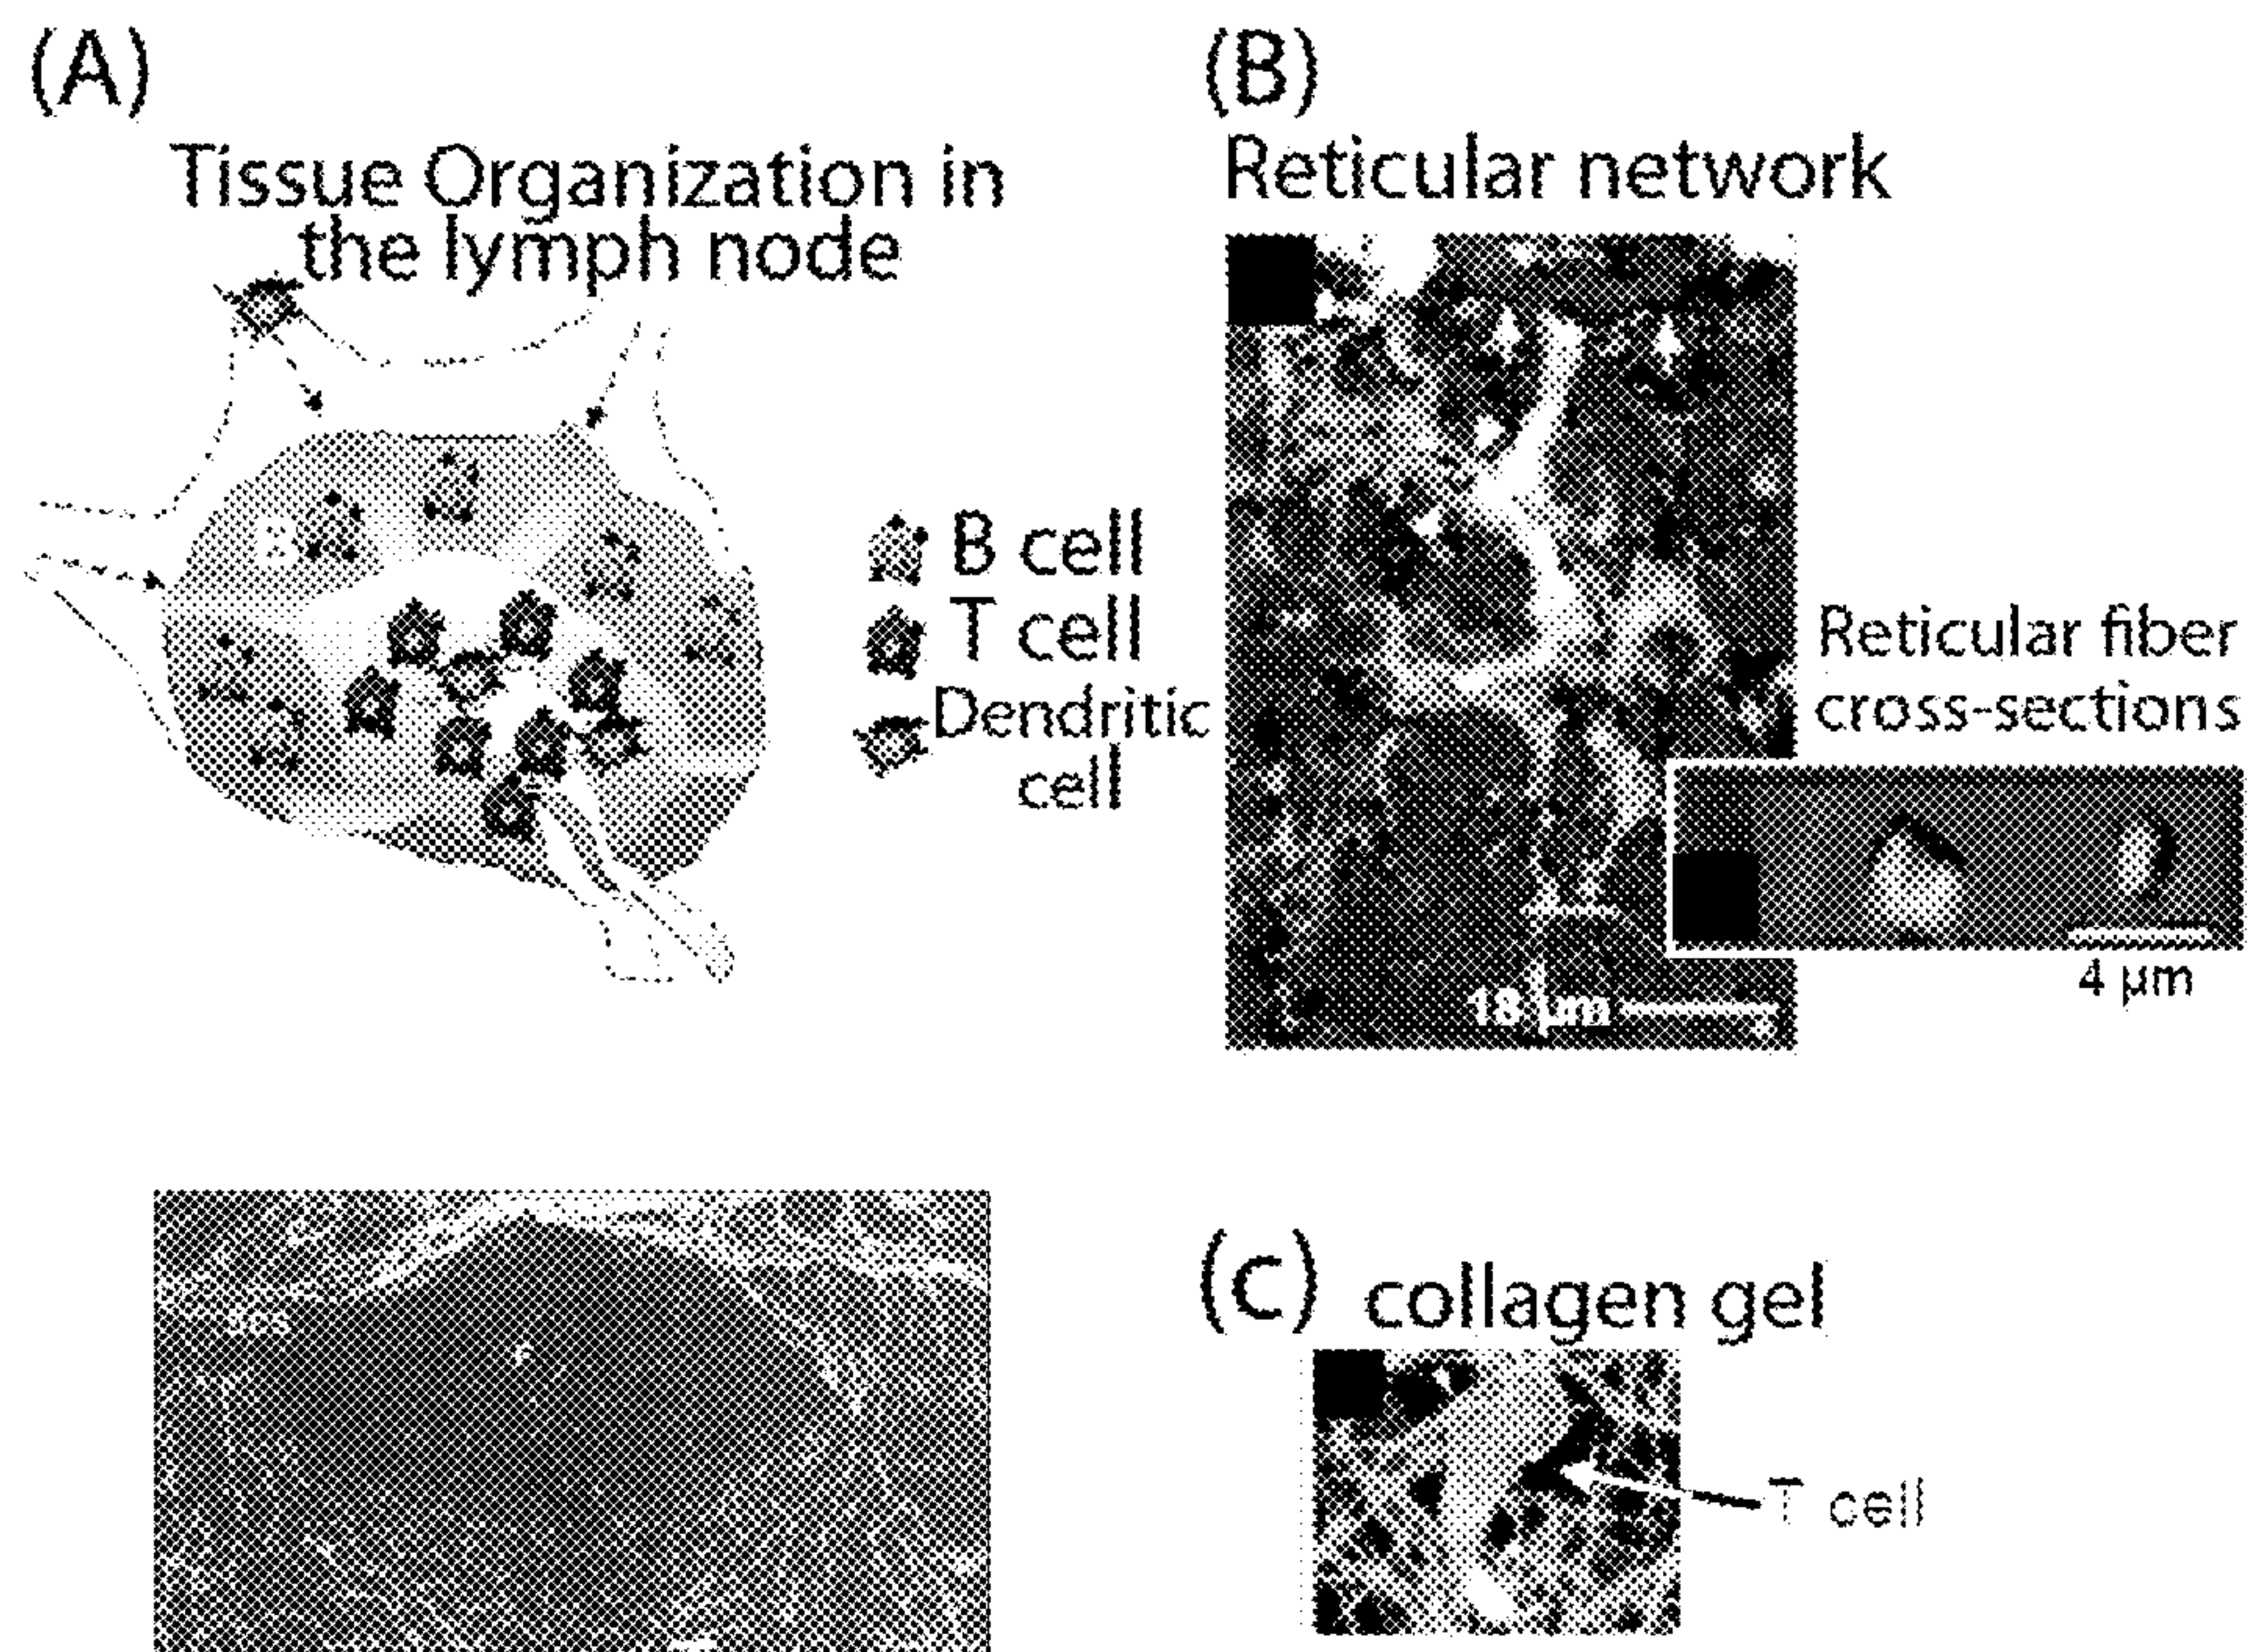 (A)
Tissue Organization in
the lymph node
B
B cell
T cell
Dendritic
cell
(B)
Reticular network
Reticular fiber
cross-sections
4 µm
18 µm
SCS
F
(C) collagen gel
T cell